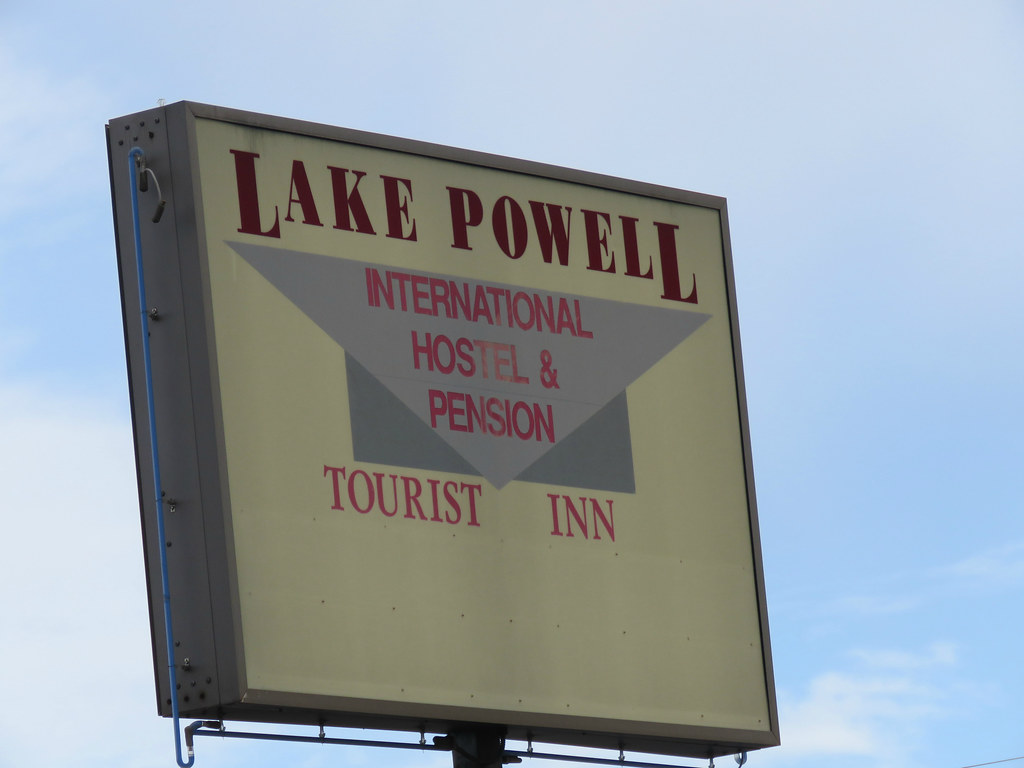 LAKE POWELL
INTERNATIONAL
HOSTEL &
PENSION
TOURIST INN